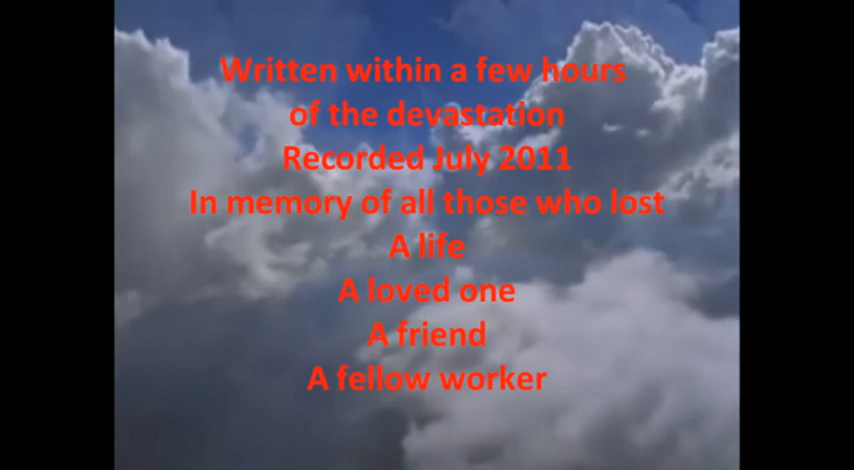 Written within a few hours
of the devastation
Recorded July 2011
In memory of all those who lost
A life
A loved one
A friend
A fellow worker